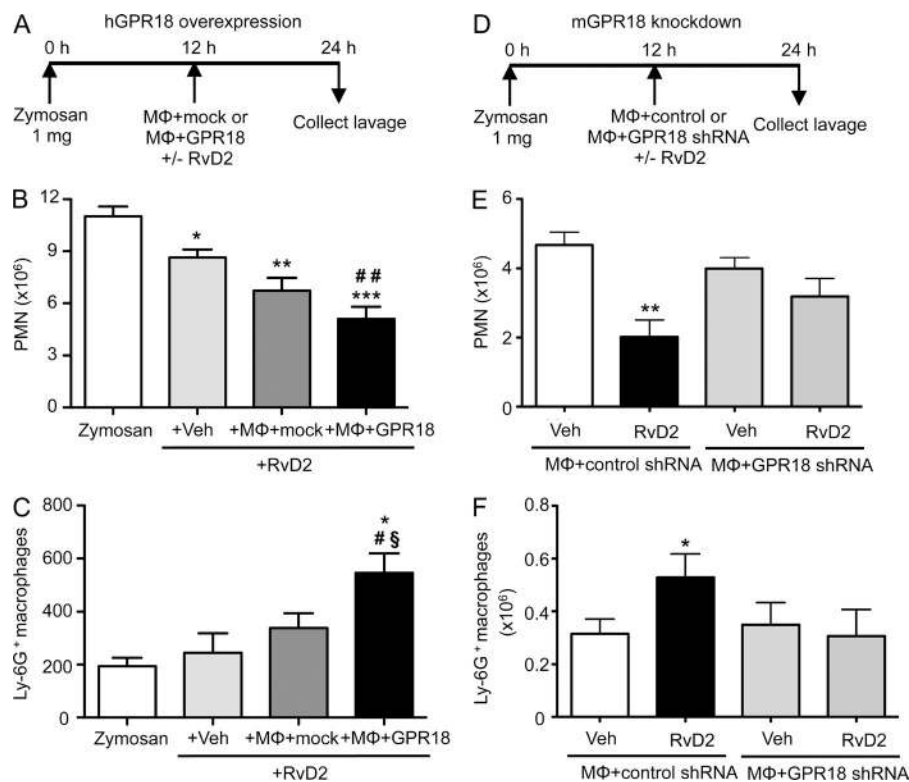 A
hGPR18 overexpression
0 h
12 h
24 h
Zymosan
1 mg
MΦ+mock or
MΦ+GPR18
+/- RvD2
Collect lavage
B
PMN (x10⁶)
12
9
6
3
0
*
**
# #
***
Zymosan
+Veh
+MΦ+mock
+MΦ+GPR18
+RvD2
C
Ly-6G⁺ macrophages
800
600
400
200
0
*
# §
Zymosan
+Veh
+MΦ+mock
+MΦ+GPR18
+RvD2
D
mGPR18 knockdown
0 h
12 h
24 h
Zymosan
1 mg
MΦ+control or
MΦ+GPR18 shRNA
+/- RvD2
Collect lavage
E
PMN (x10⁶)
6
4
2
0
**
Veh
RvD2
Veh
RvD2
MΦ+control shRNA
MΦ+GPR18 shRNA
F
Ly-6G⁺ macrophages
(x10⁶)
0.8
0.6
0.4
0.2
0
*
Veh
RvD2
Veh
RvD2
MΦ+control shRNA
MΦ+GPR18 shRNA